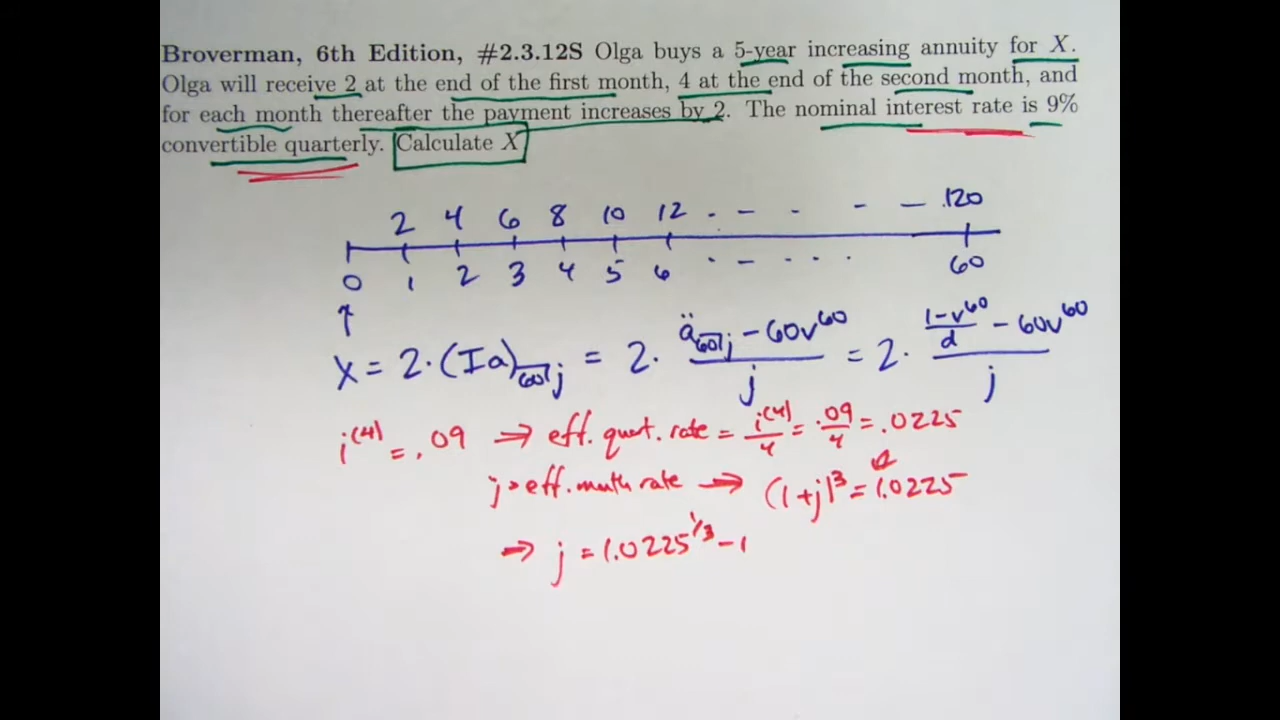 Broverman, 6th Edition, #2.3.12S Olga buys a 5-year increasing annuity for X.
Olga will receive 2 at the end of the first month, 4 at the end of the second month, and
for each month thereafter the payment increases by 2. The nominal interest rate is 9%
convertible quarterly. Calculate X
2 4 6 8 10 12 . – . – – 120
0 1 2 3 4 5 6 . – . . . 60
↑
X = 2·(Ia)60⌉j = 2· (ä60⌉j – 60v^60)/j = 2· ((1-v^60)/d – 60v^60)/j
i^(4) = .09 ⇒ eff. quart. rate = i^(4)/4 = .09/4 = .0225
j = eff. month rate → (1+j)^3 = 1.0225
⇒ j = 1.0225^1/3 – 1